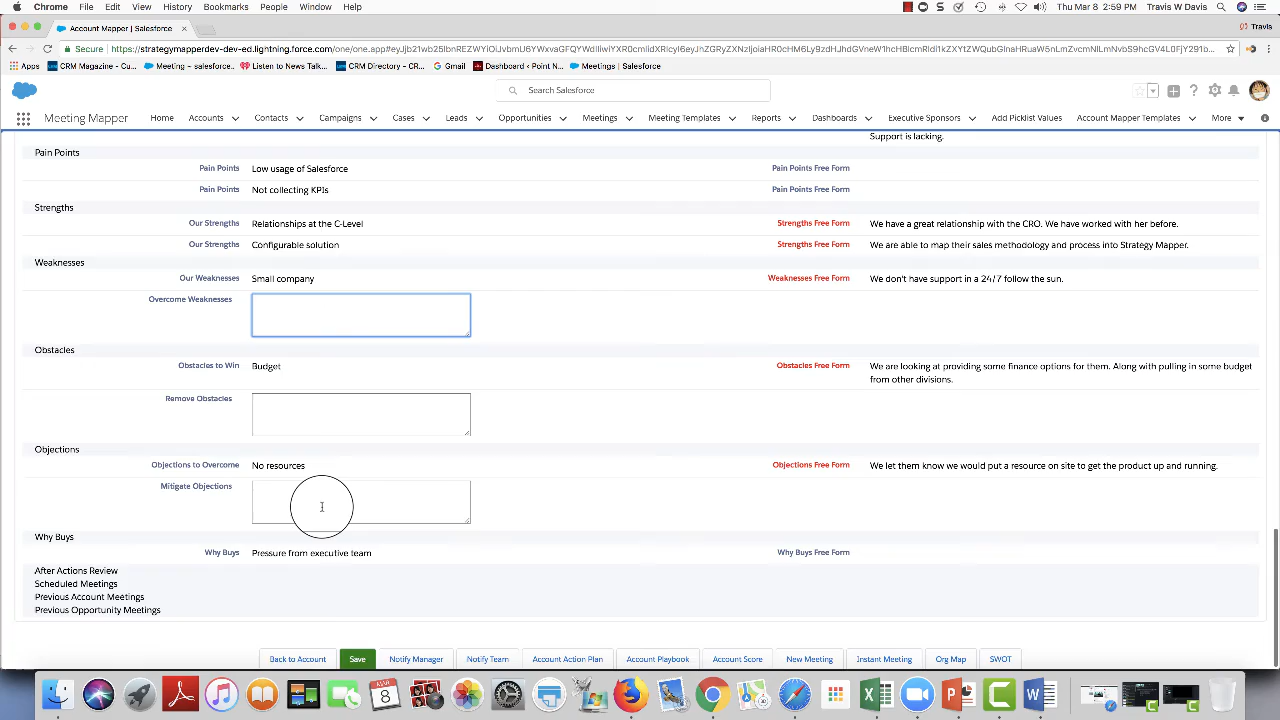 Chrome File Edit View History Bookmarks People Window Help Thu Mar 8 2:59 PM Travis W Davis
Account Mapper | Salesforce Travis
Secure
Apps CRM Magazine - Cu... Meeting ~ salesforce... Listen to News Talk... CRM Directory - CR... Gmail Dashboard ‹ Point N... Meetings | Salesforce
Search Salesforce
Meeting Mapper Home Accounts Contacts Campaigns Cases Leads Opportunities Meetings Meeting Templates Reports Dashboards Executive Sponsors Add Picklist Values Account Mapper Templates More
Support is lacking.
Pain Points
Pain Points Low usage of Salesforce Pain Points Free Form
Pain Points Not collecting KPIs Pain Points Free Form
Strengths
Our Strengths Relationships at the C-Level Strengths Free Form We have a great relationship with the CRO. We have worked with her before.
Our Strengths Configurable solution Strengths Free Form We are able to map their sales methodology and process into Strategy Mapper.
Weaknesses
Our Weaknesses Small company Weaknesses Free Form We don't have support in a 24/7 follow the sun.
Overcome Weaknesses
Obstacles
Obstacles to Win Budget Obstacles Free Form We are looking at providing some finance options for them. Along with pulling in some budget
from other divisions.
Remove Obstacles
Objections
Objections to Overcome No resources Objections Free Form We let them know we would put a resource on site to get the product up and running.
Mitigate Objections
Why Buys
Why Buys Pressure from executive team Why Buys Free Form
After Actions Review
Scheduled Meetings
Previous Account Meetings
Previous Opportunity Meetings
Back to Account Save Notify Manager Notify Team Account Action Plan Account Playbook Account Score New Meeting Instant Meeting Org Map SWOT